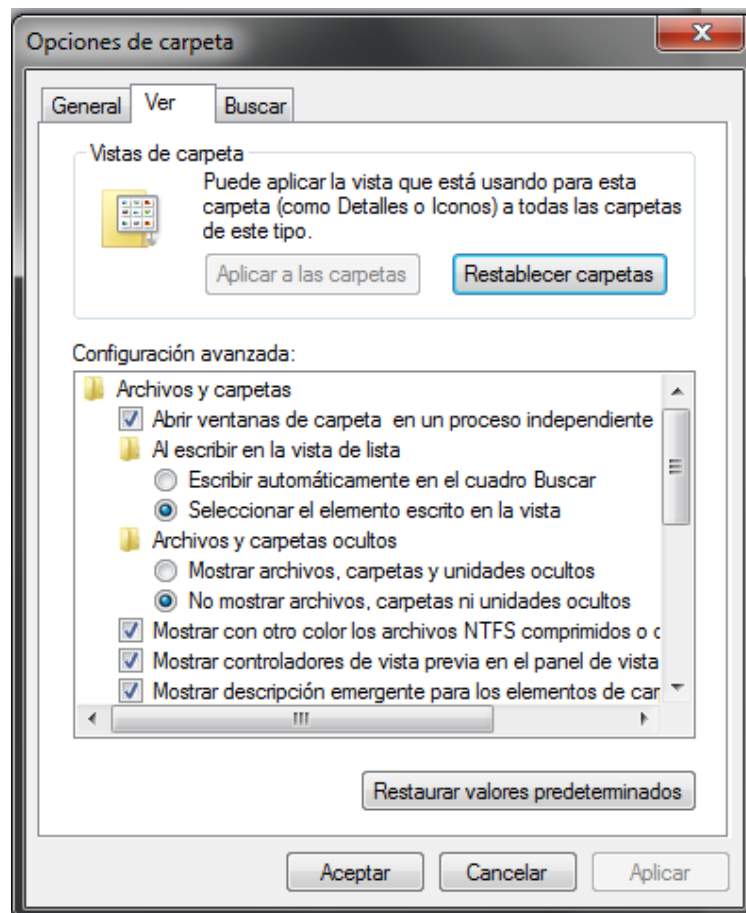 Opciones de carpeta
General
Ver
Buscar
Vistas de carpeta
Puede aplicar la vista que está usando para esta
carpeta (como Detalles o Iconos) a todas las carpetas
de este tipo.
Aplicar a las carpetas
Restablecer carpetas
Configuración avanzada:
Archivos y carpetas
Abrir ventanas de carpeta en un proceso independiente
Al escribir en la vista de lista
Escribir automáticamente en el cuadro Buscar
Seleccionar el elemento escrito en la vista
Archivos y carpetas ocultos
Mostrar archivos, carpetas y unidades ocultos
No mostrar archivos, carpetas ni unidades ocultos
Mostrar con otro color los archivos NTFS comprimidos o
Mostrar controladores de vista previa en el panel de vista
Mostrar descripción emergente para los elementos de
Restaurar valores predeterminados
Aceptar
Cancelar
Aplicar